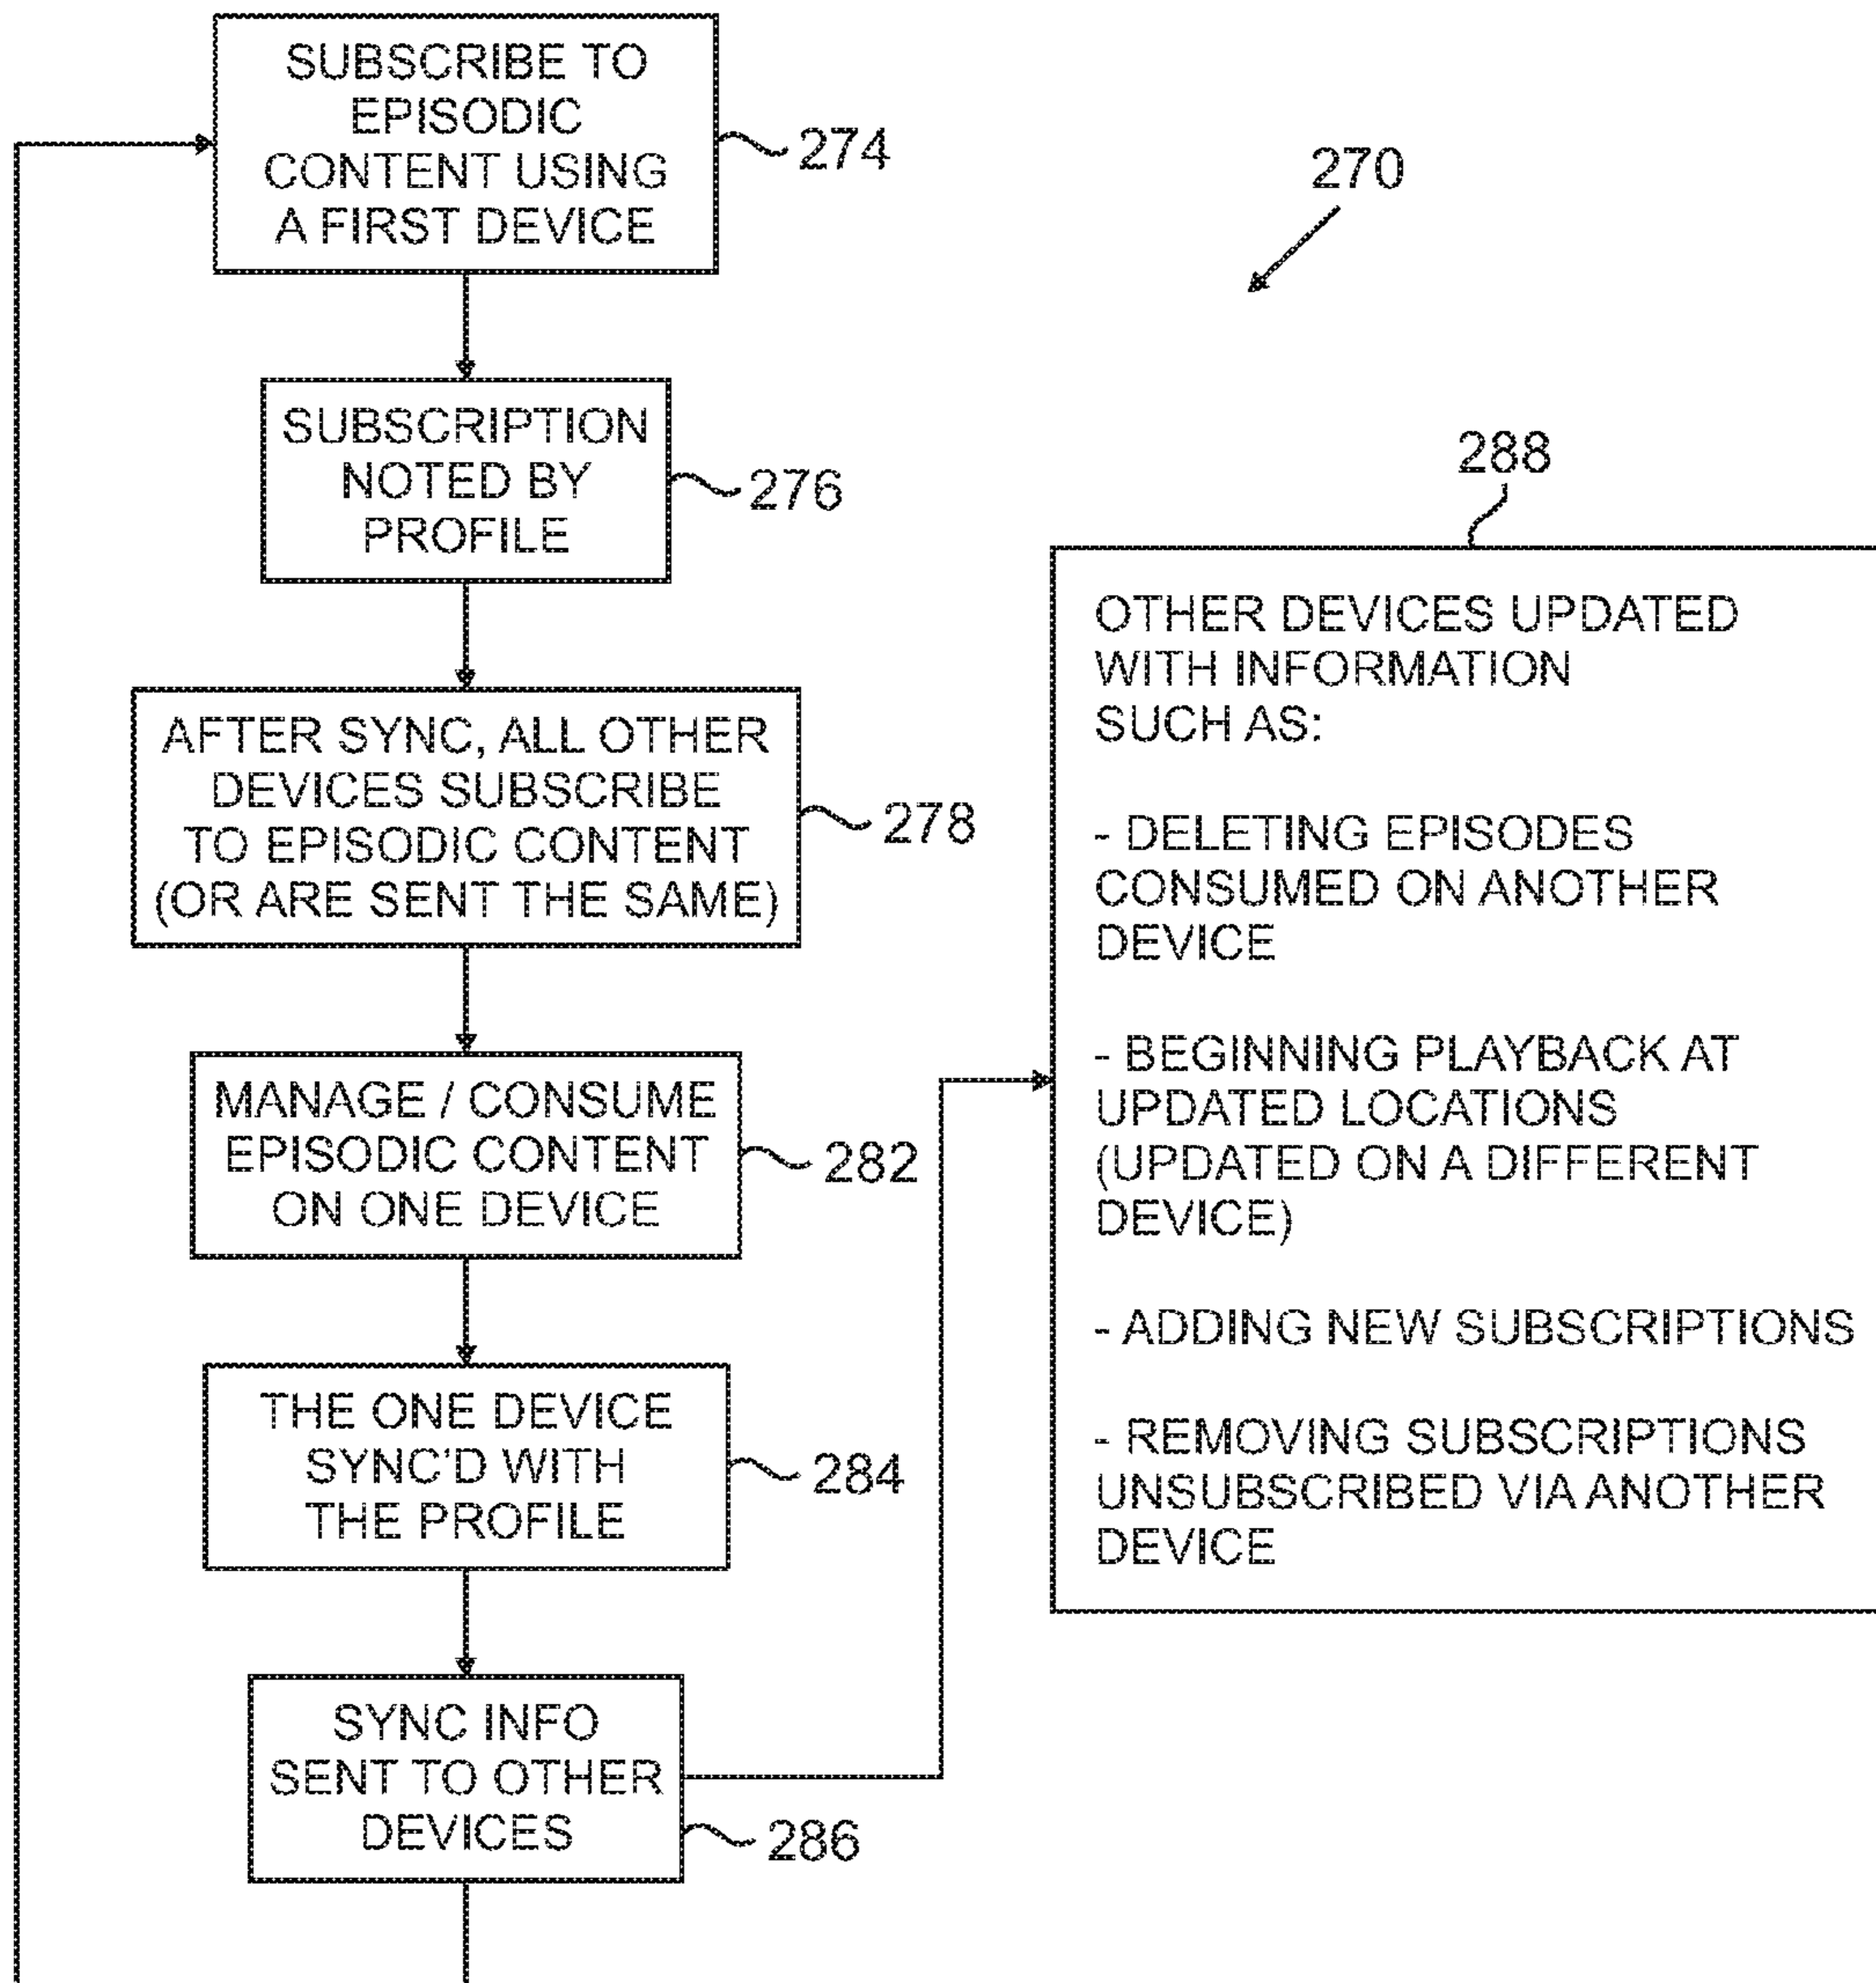 SUBSCRIBE TO
EPISODIC
CONTENT USING
A FIRST DEVICE
274
270
SUBSCRIPTION
NOTED BY
PROFILE
276
AFTER SYNC, ALL OTHER
DEVICES SUBSCRIBE
TO EPISODIC CONTENT
(OR ARE SENT THE SAME)
278
MANAGE / CONSUME
EPISODIC CONTENT
ON ONE DEVICE
282
THE ONE DEVICE
SYNC'D WITH
THE PROFILE
284
SYNC INFO
SENT TO OTHER
DEVICES
286
288
OTHER DEVICES UPDATED
WITH INFORMATION
SUCH AS:
- DELETING EPISODES
CONSUMED ON ANOTHER
DEVICE
- BEGINNING PLAYBACK AT
UPDATED LOCATIONS
(UPDATED ON A DIFFERENT
DEVICE)
- ADDING NEW SUBSCRIPTIONS
- REMOVING SUBSCRIPTIONS
UNSUBSCRIBED VIA ANOTHER
DEVICE